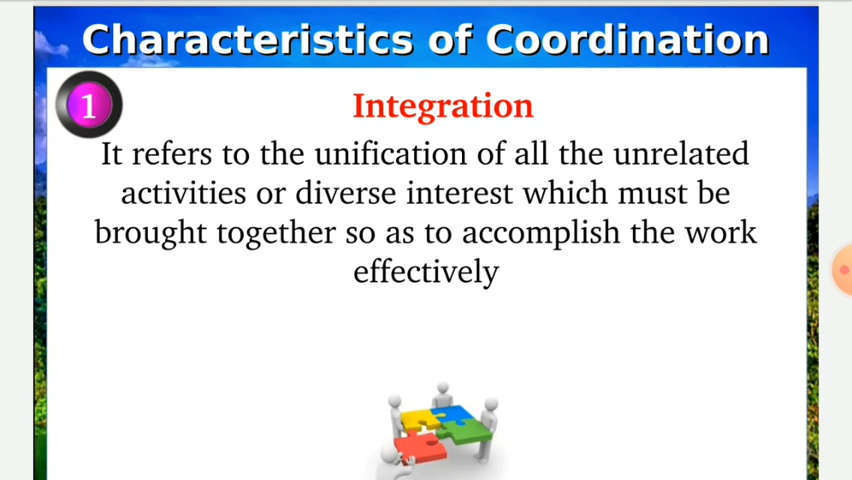 Characteristics of Coordination
1
Integration
It refers to the unification of all the unrelated
activities or diverse interest which must be
brought together so as to accomplish the work
effectively